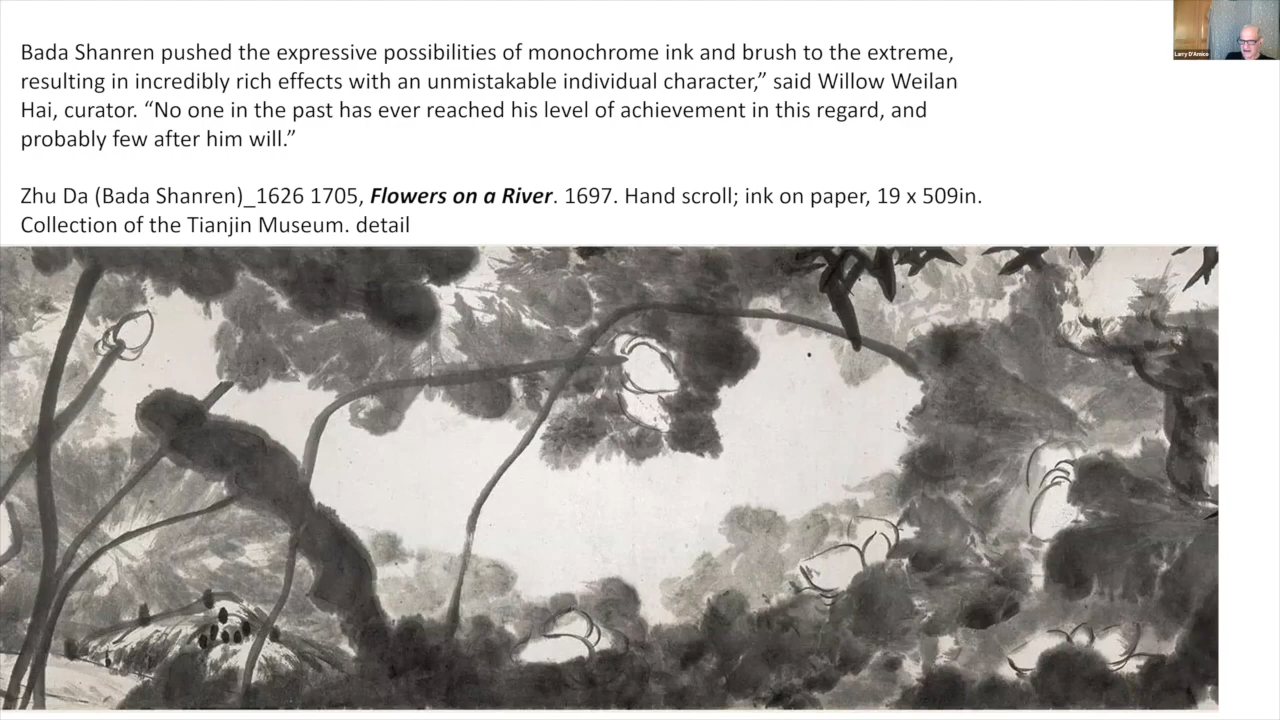 Bada Shanren pushed the expressive possibilities of monochrome ink and brush to the extreme,
resulting in incredibly rich effects with an unmistakable individual character,” said Willow Weilan
Hai, curator. “No one in the past has ever reached his level of achievement in this regard, and
probably few after him will.”
Zhu Da (Bada Shanren)_1626 1705, Flowers on a River. 1697. Hand scroll; ink on paper, 19 x 509in.
Collection of the Tianjin Museum. detail
Larry D'Amico